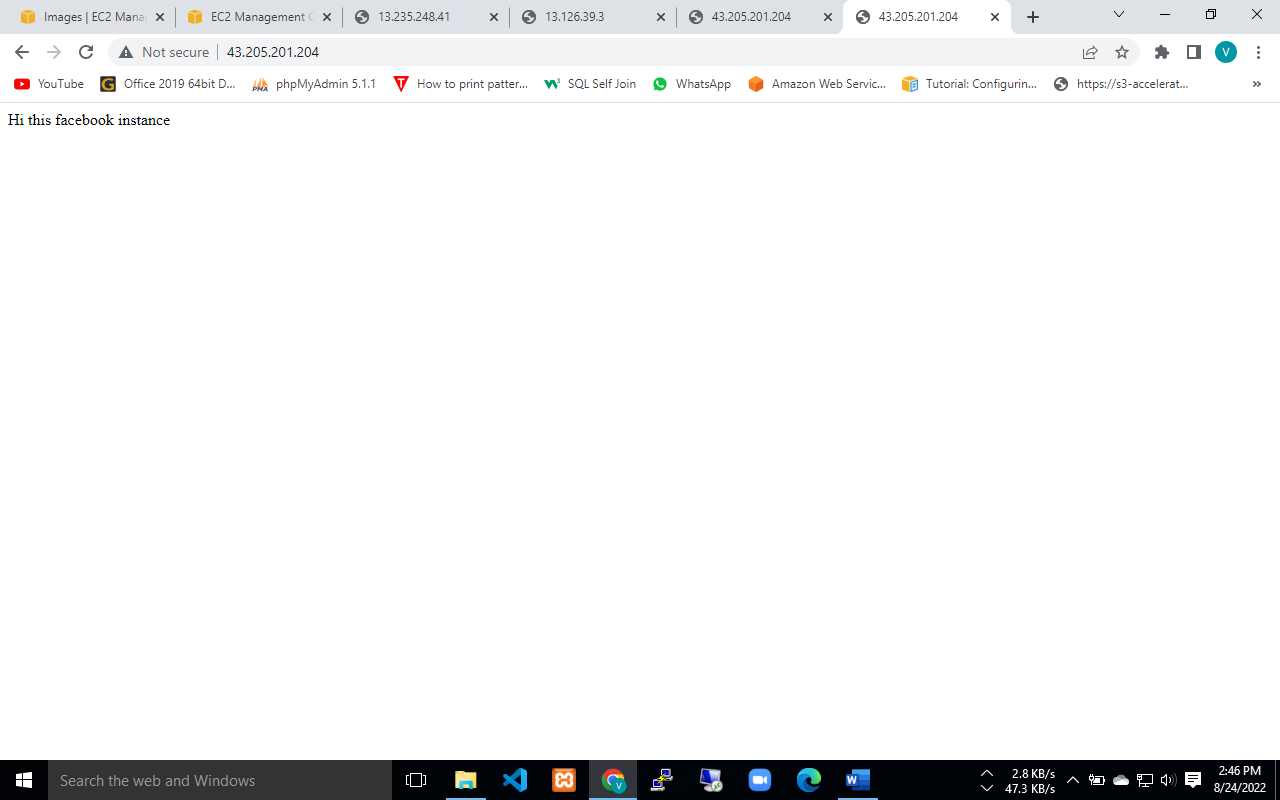 Images | EC2 Mana
EC2 Management C
13.235.248.41
13.126.39.3
43.205.201.204
43.205.201.204
V
Not secure
43.205.201.204
YouTube
Office 2019 64bit D...
phpMyAdmin 5.1.1
How to print patter...
SQL Self Join
WhatsApp
Amazon Web Servic...
Tutorial: Configurin...
https://s3-accelerat...
»
Hi this facebook instance
Search the web and Windows
2.8 KB/s
47.3 KB/s
2:46 PM
8/24/2022